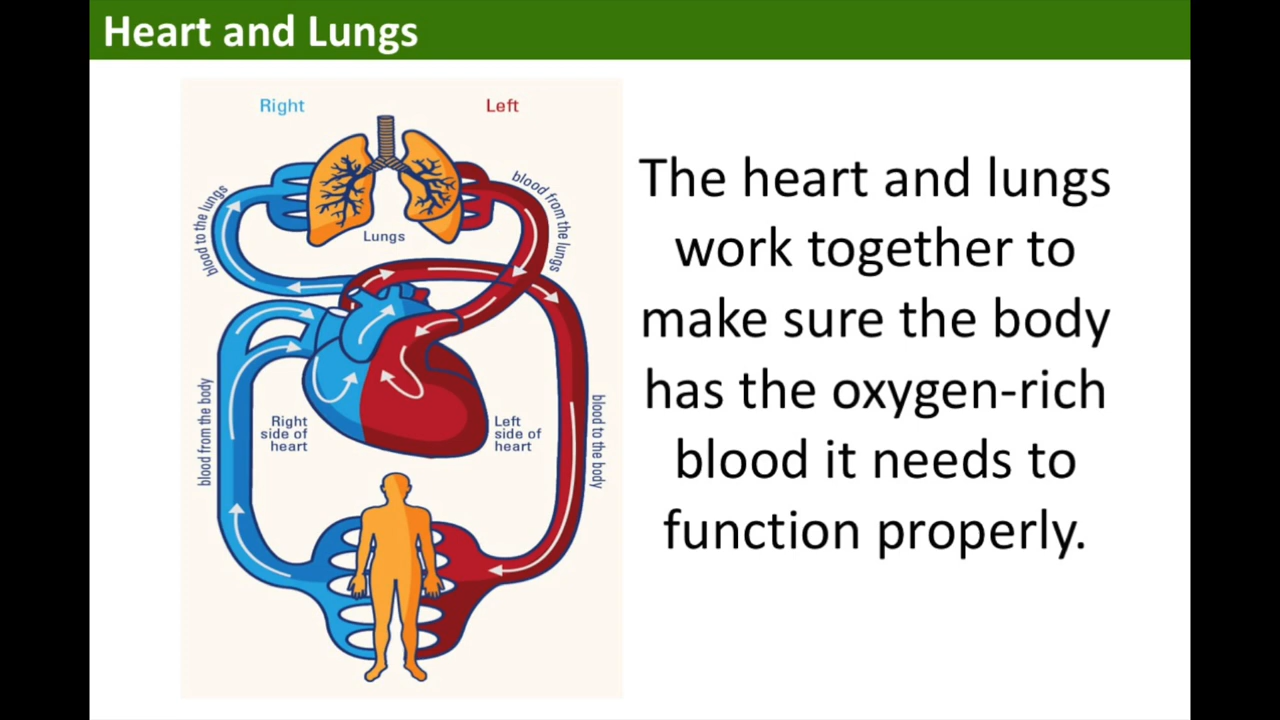 Heart and Lungs
Right
Left
blood to the lungs
blood from the lungs
Lungs
blood from the body
Right
side of
heart
Left
side of
heart
blood to the body
The heart and lungs
work together to
make sure the body
has the oxygen-rich
blood it needs to
function properly.